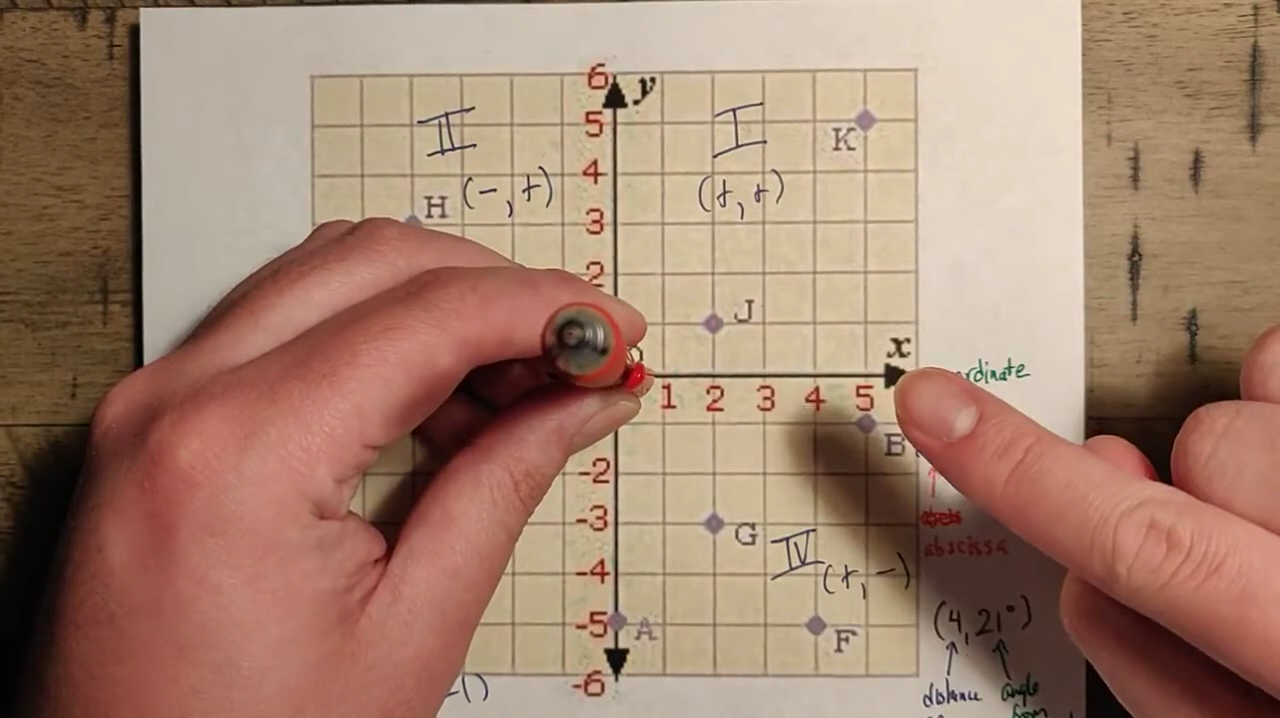 6
y
5
II
I
K
4
(-,+)
(+,+)
H
3
2
J
x
1 2 3 4 5
B
-2
abscissa
-3
G
IV
(+,-)
-4
-5
A
F
(4,21°)
-6
distance angle